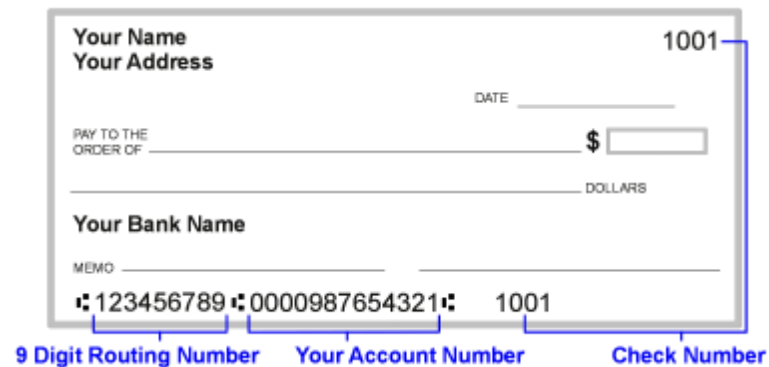 Your Name 1001
Your Address
DATE
PAY TO THE
ORDER OF $
DOLLARS
Your Bank Name
MEMO
⑆123456789⑆0000987654321⑆ 1001
9 Digit Routing Number Your Account Number Check Number